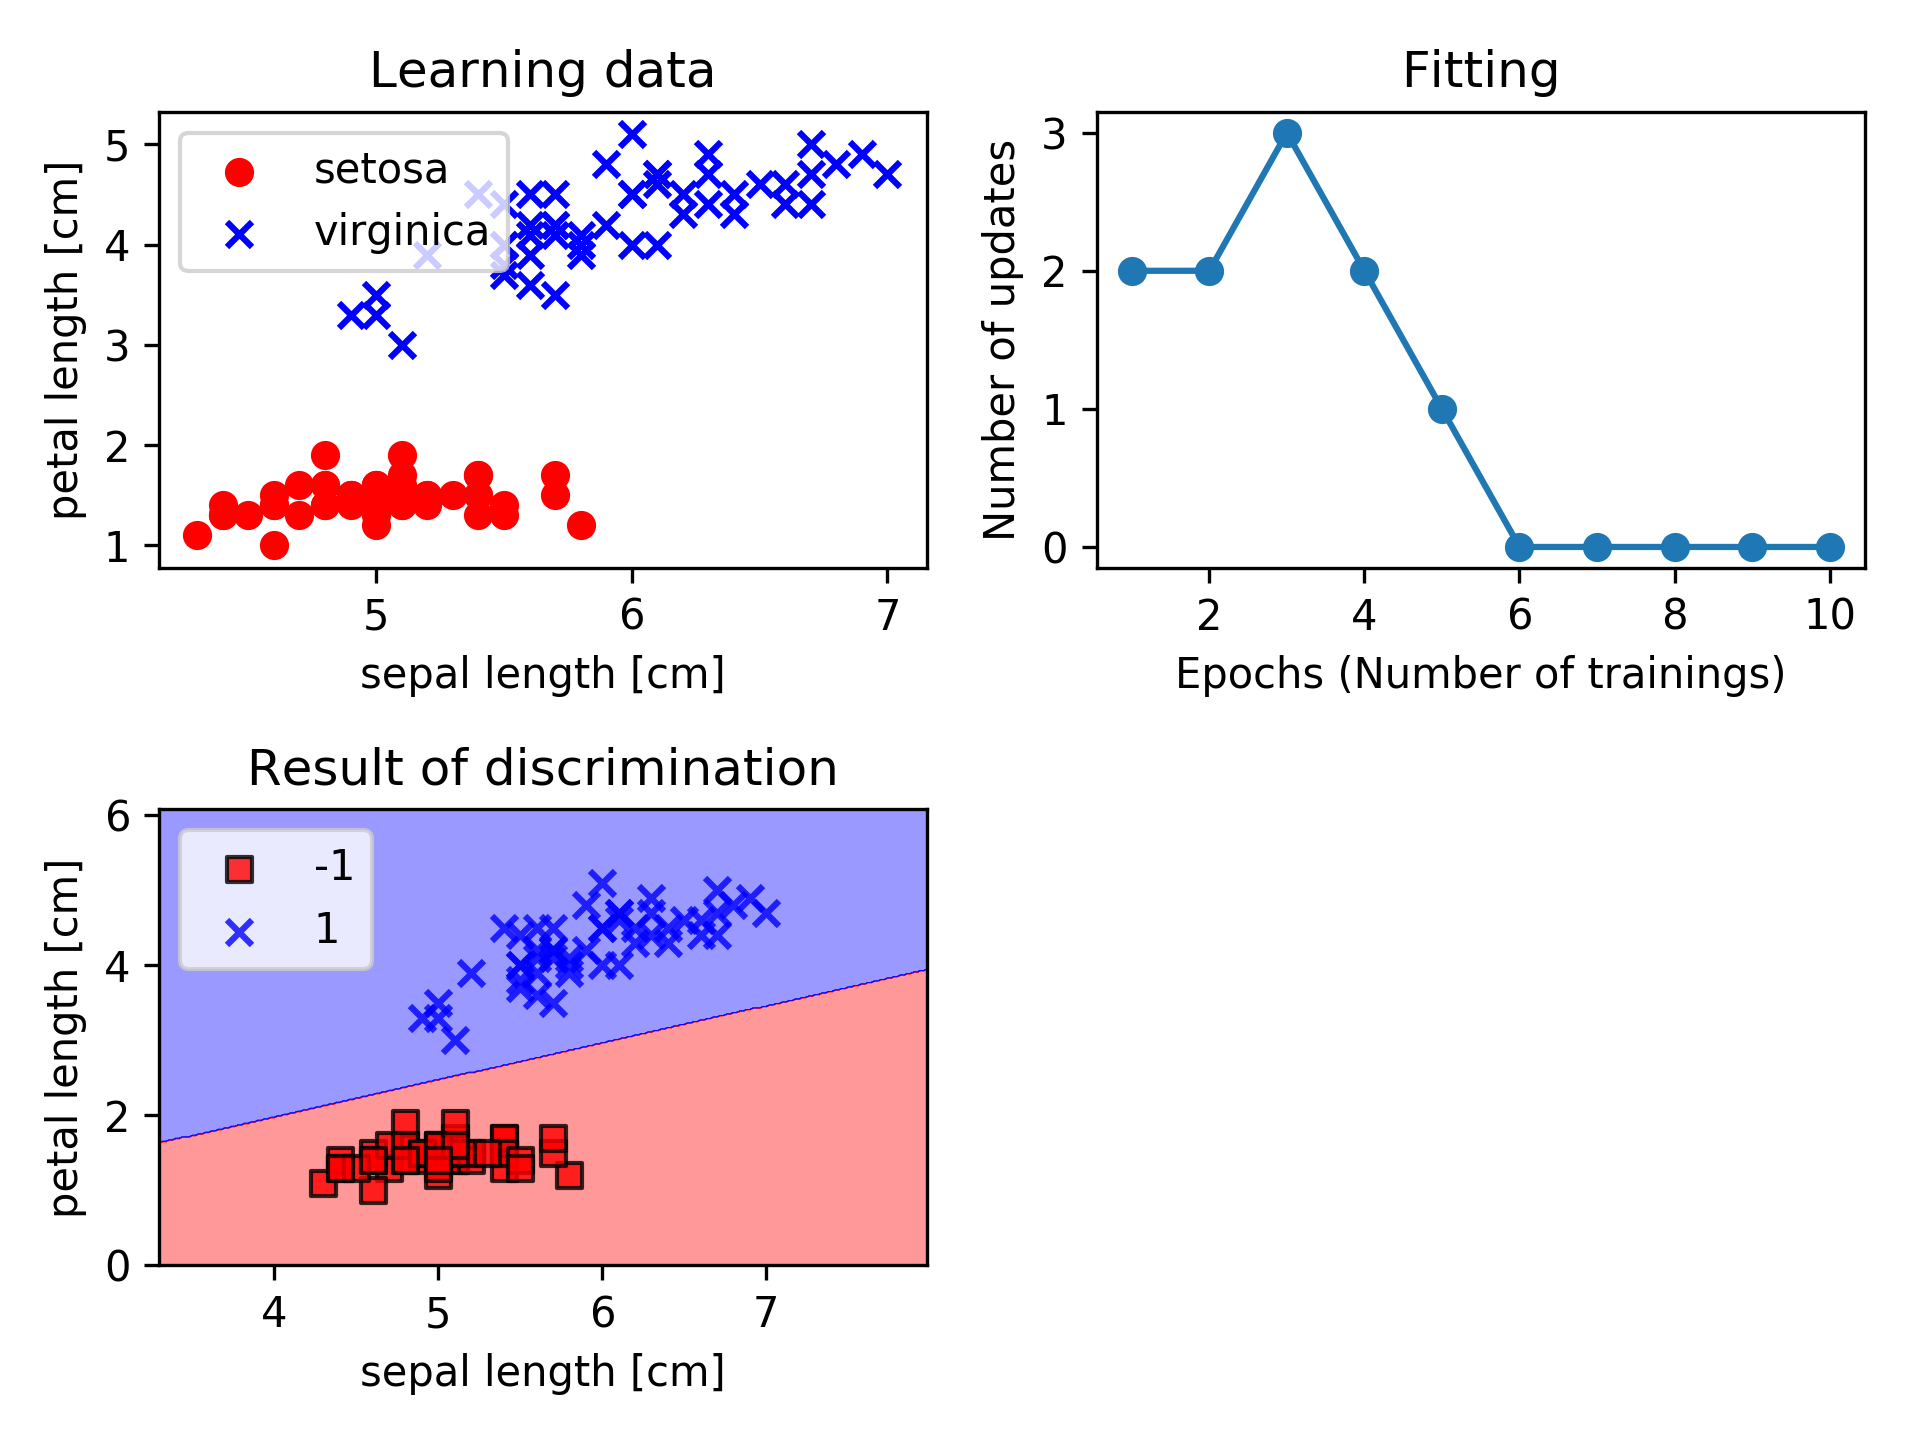 Learning data
petal length [cm]
5
4
3
2
1
setosa
virginica
5 6 7
sepal length [cm]
Fitting
Number of updates
3
2
1
0
2 4 6 8 10
Epochs (Number of trainings)
Result of discrimination
petal length [cm]
6
4
2
0
-1
1
4 5 6 7
sepal length [cm]